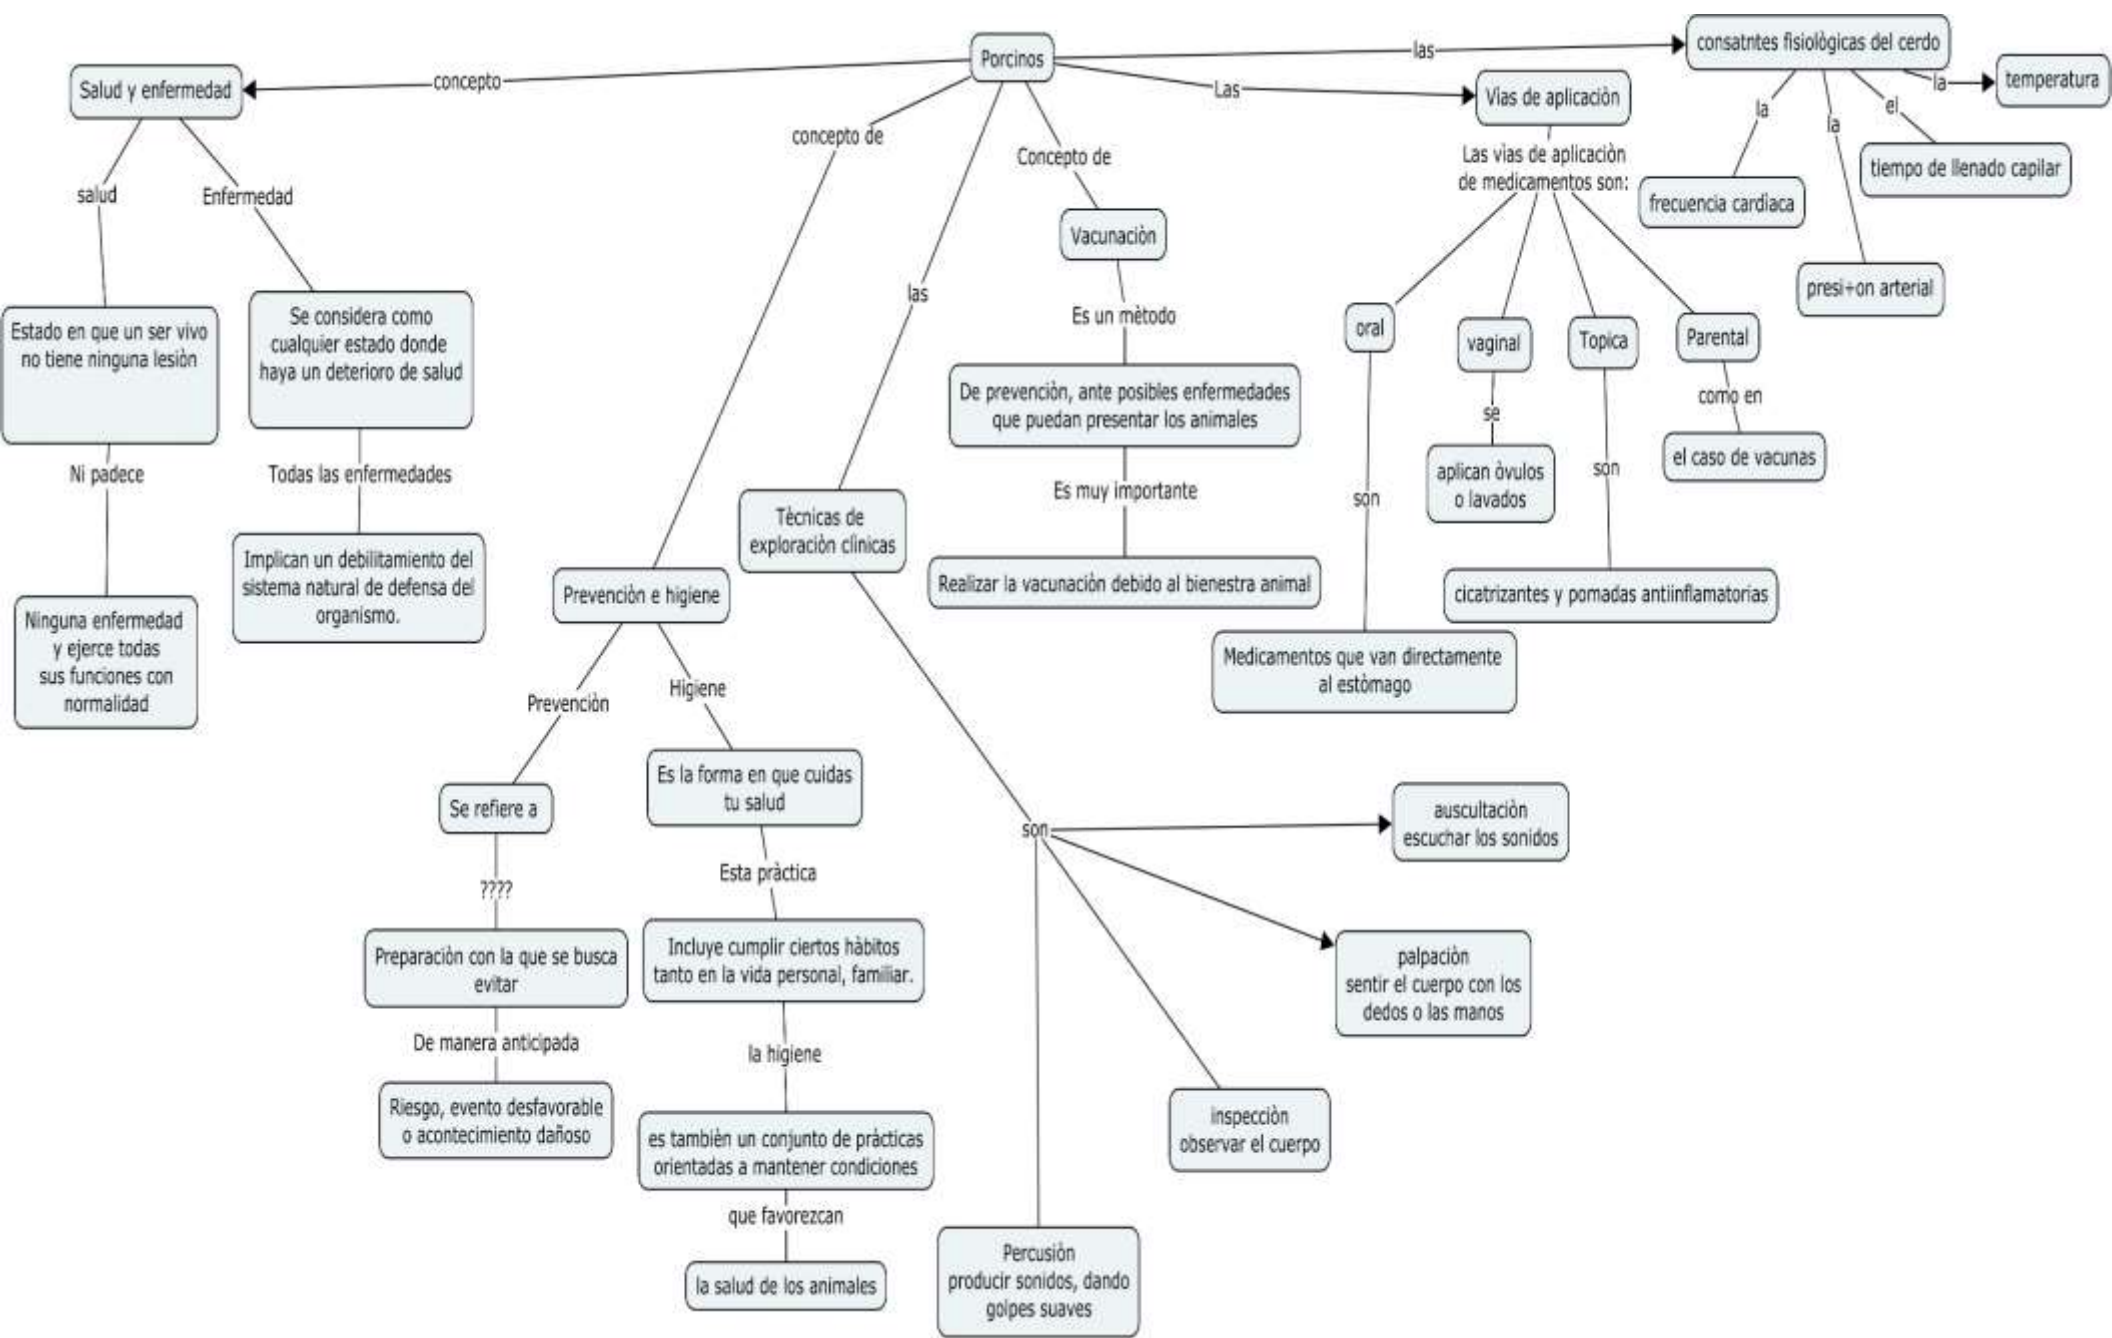 Porcinos
concepto
Salud y enfermedad
salud
Estado en que un ser vivo
no tiene ninguna lesiòn
Ni padece
Ninguna enfermedad
y ejerce todas
sus funciones con
normalidad
Enfermedad
Se considera como
cualquier estado donde
haya un deterioro de salud
Todas las enfermedades
Implican un debilitamiento del
sistema natural de defensa del
organismo.
concepto de
Prevenciòn e higiene
Prevenciòn
Se refiere a
????
Preparaciòn con la que se busca
evitar
De manera anticipada
Riesgo, evento desfavorable
o acontecimiento dañoso
Higiene
Es la forma en que cuidas
tu salud
Esta pràctica
Incluye cumplir ciertos hàbitos
tanto en la vida personal, familiar.
la higiene
es tambièn un conjunto de pràcticas
orientadas a mantener condiciones
que favorezcan
la salud de los animales
las
Tècnicas de
exploraciòn clìnicas
son
auscultaciòn
escuchar los sonidos
palpaciòn
sentir el cuerpo con los
dedos o las manos
inspecciòn
observar el cuerpo
Percusiòn
producir sonidos, dando
golpes suaves
Concepto de
Vacunaciòn
Es un mètodo
De prevenciòn, ante posibles enfermedades
que puedan presentar los animales
Es muy importante
Realizar la vacunaciòn debido al bienestra animal
Las
Vìas de aplicaciòn
Las vìas de aplicaciòn
de medicamentos son:
oral
son
Medicamentos que van directamente
al estòmago
vaginal
se
aplican òvulos
o lavados
Topica
son
cicatrizantes y pomadas antiinflamatorias
Parental
como en
el caso de vacunas
las
consatntes fisiològicas del cerdo
la
frecuencia cardìaca
la
presi+on arterial
el
tiempo de llenado capilar
la
temperatura